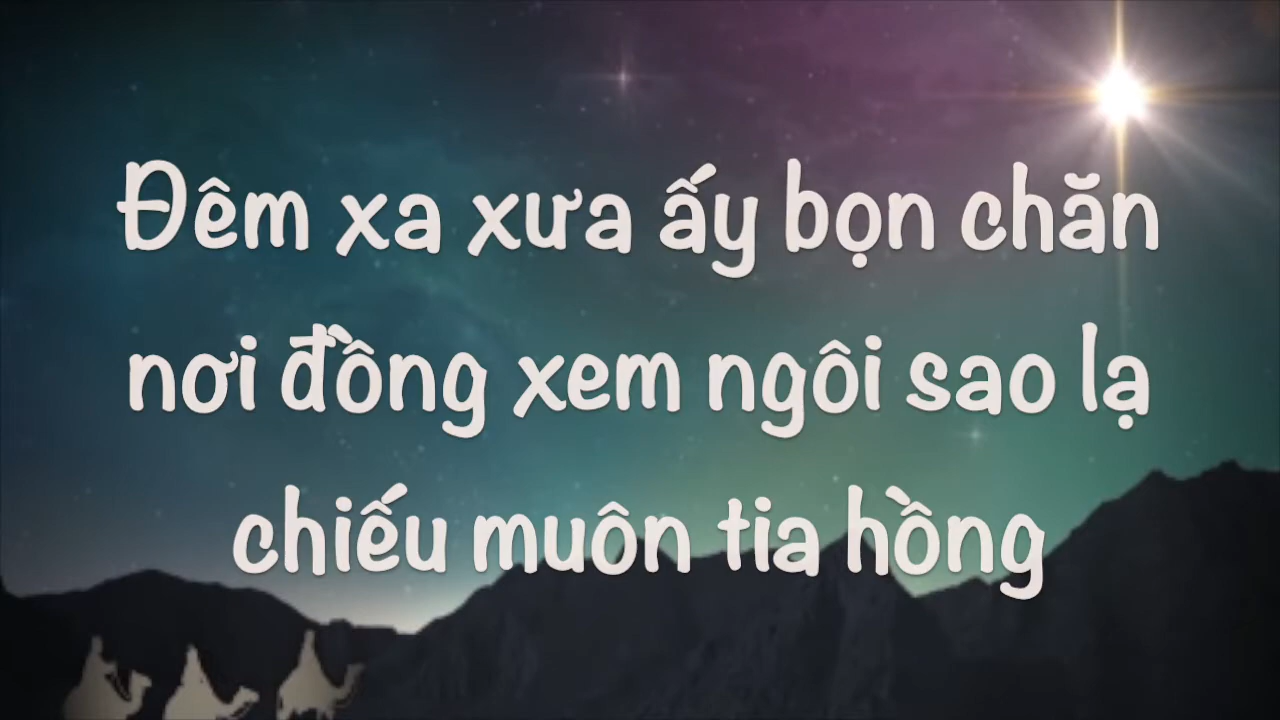 Đêm xa xưa ấy bọn chăn
nơi đồng xem ngôi sao lạ
chiếu muôn tia hồng